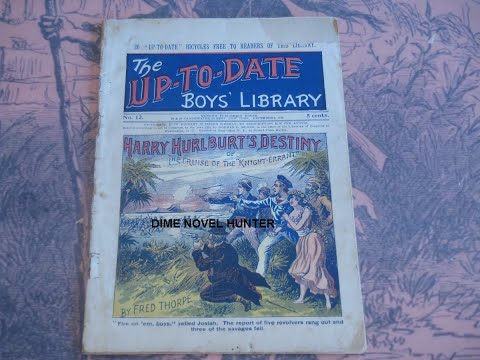 10 "UP-TO-DATE" BICYCLES FREE TO READERS OF THIS LIBRARY.
The
UP-TO-DATE
BOYS' LIBRARY
No. 12.
5 cents.
HARRY HURLBURT'S DESTINY
OR
THE CRUISE OF THE "KNIGHT-ERRANT"
DIME NOVEL HUNTER
BY FRED THORPE
"Fire on 'em, boys," yelled Josiah. The report of five revolvers rang out and
three of the savages fell.